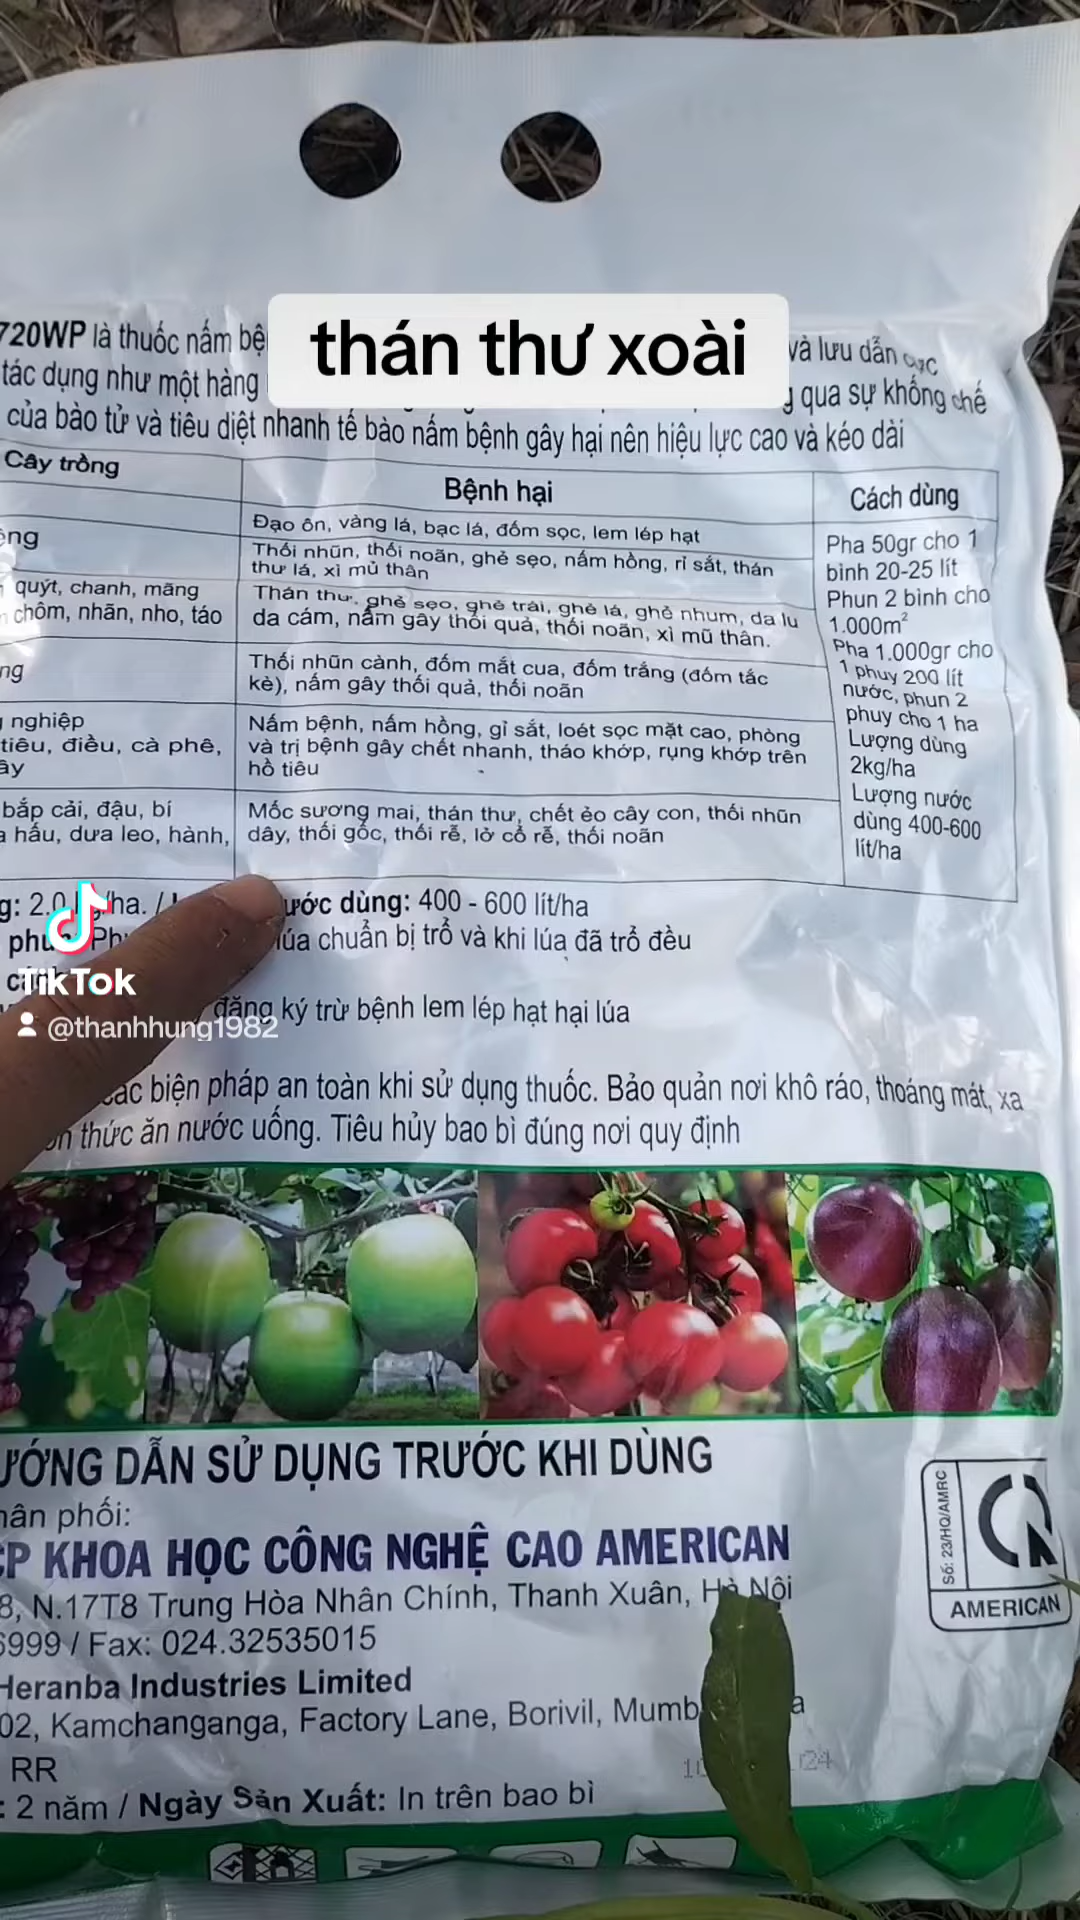 thán thư xoài
720WP là thuốc nấm bệ và lưu dẫn cực
tác dụng như một hàng qua sự khống chế
của bào tử và tiêu diệt nhanh tế bào nấm bệnh gây hại nên hiệu lực cao và kéo dài
Cây trồng Bệnh hại Cách dùng
Đạo ôn, vàng lá, bạc lá, đốm sọc, lem lép hạt
Thối nhũn, thối noãn, ghẻ sẹo, nấm hồng, rỉ sắt, thán
thư lá, xì mủ thân
quýt, chanh, măng
chôm, nhãn, nho, táo
Thán thư, ghẻ sẹo, ghẻ trái, ghẻ lá, ghẻ nhum, da lu
da cám, nấm gây thối quả, thối noãn, xì mũ thân.
Thối nhũn cành, đốm mắt cua, đốm trắng (đốm tắc
kè), nấm gây thối quả, thối noãn
nghiệp
tiêu, điều, cà phê,
Nấm bệnh, nấm hồng, gỉ sắt, loét sọc mặt cao, phòng
và trị bệnh gây chết nhanh, tháo khớp, rụng khớp trên
hồ tiêu
bắp cải, đậu, bí
hấu, dưa leo, hành,
Mốc sương mai, thán thư, chết ẻo cây con, thối nhũn
dây, thối gốc, thối rễ, lở cổ rễ, thối noãn
Pha 50gr cho 1
bình 20-25 lít
Phun 2 bình cho
1.000m²
Pha 1.000gr cho
1 phuy 200 lít
nước, phun 2
phuy cho 1 ha
Lượng dùng
2kg/ha
Lượng nước
dùng 400-600
lít/ha
g: 2.0 /ha. / ước dùng: 400 - 600 lít/ha
phun lúa chuẩn bị trổ và khi lúa đã trổ đều
đăng ký trừ bệnh lem lép hạt hại lúa
TikTok
@thanhhung1982
các biện pháp an toàn khi sử dụng thuốc. Bảo quản nơi khô ráo, thoáng mát, xa
thức ăn nước uống. Tiêu hủy bao bì đúng nơi quy định
ƯỚNG DẪN SỬ DỤNG TRƯỚC KHI DÙNG
hân phối:
CP KHOA HỌC CÔNG NGHỆ CAO AMERICAN
8, N.17T8 Trung Hòa Nhân Chính, Thanh Xuân, Hà Nội
6999 / Fax: 024.32535015
Heranba Industries Limited
02, Kamchanganga, Factory Lane, Borivil, Mumb a
RR
: 2 năm / Ngày Sản Xuất: In trên bao bì
Số: 23/HQ/AMRC
AMERICAN